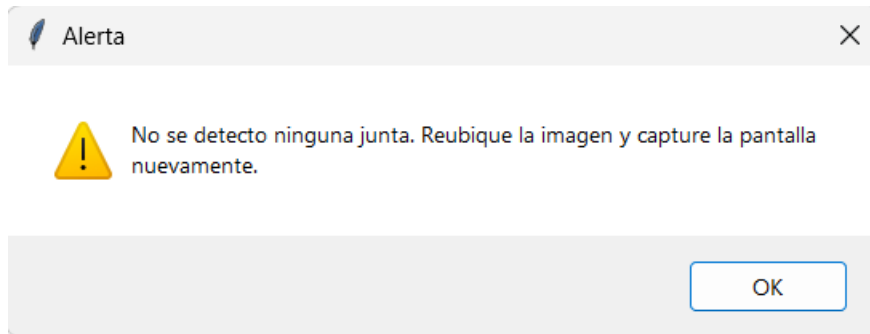 Alerta
No se detecto ninguna junta. Reubique la imagen y capture la pantalla
nuevamente.
OK